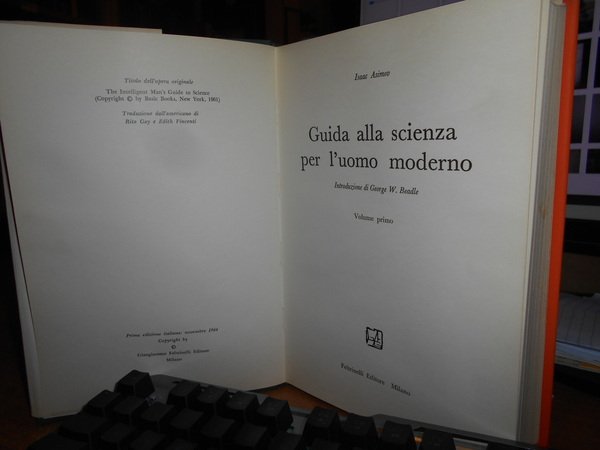 Titolo dell'opera originale
The Intelligent Man's Guide to Science
(Copyright © by Basic Books, New York, 1961)
Traduzione dall'americano di
Rita Gay e Edith Vincenti
Prima edizione italiana: novembre 1964
Copyright by
©
Giangiacomo Feltrinelli Editore
Milano
Isaac Asimov
Guida alla scienza
per l'uomo moderno
Introduzione di George W. Beadle
Volume primo
Feltrinelli Editore Milano